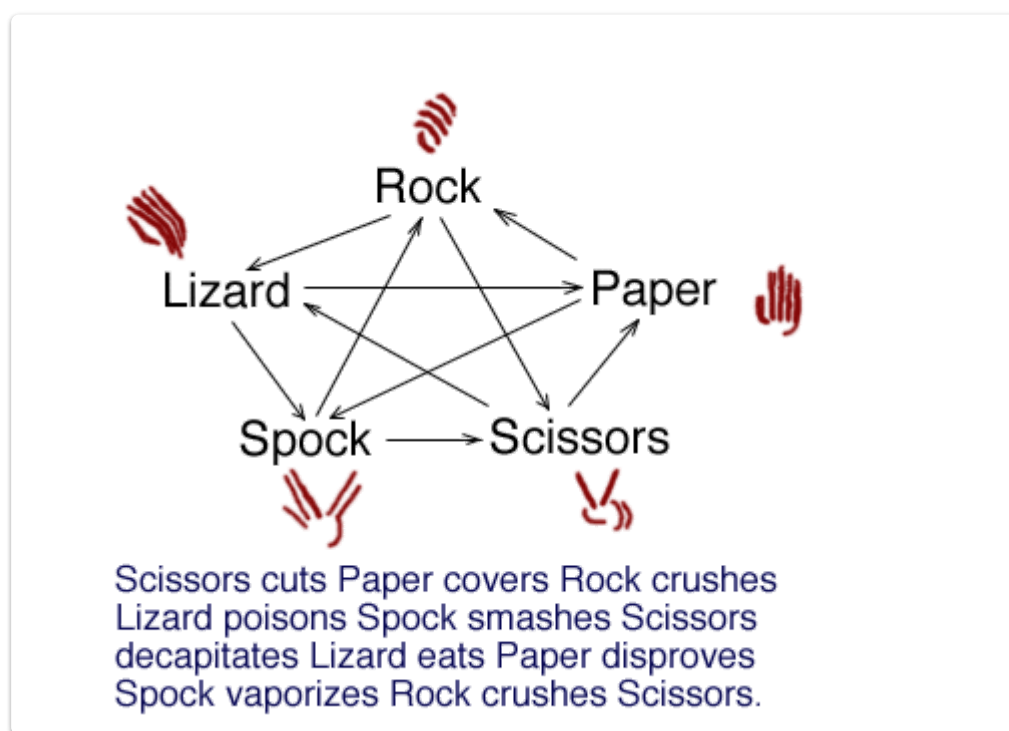 Rock
Lizard
Paper
Spock
Scissors
Scissors cuts Paper covers Rock crushes
Lizard poisons Spock smashes Scissors
decapitates Lizard eats Paper disproves
Spock vaporizes Rock crushes Scissors.